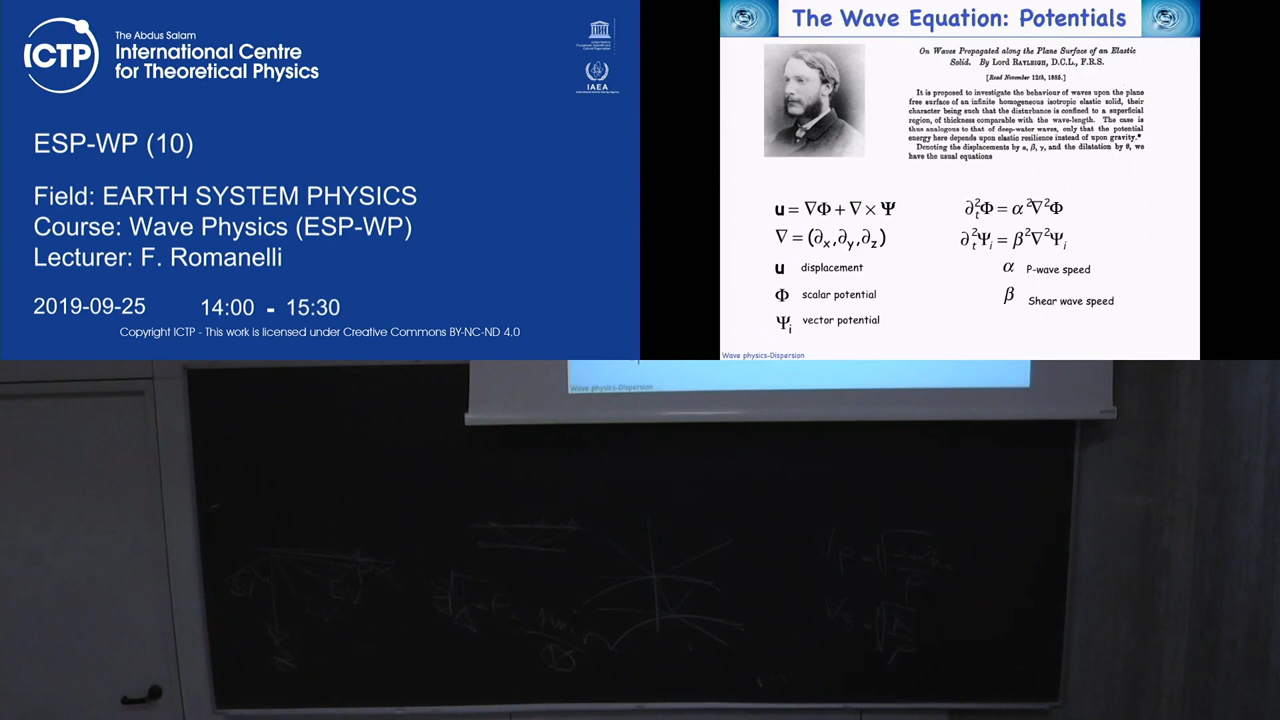 The Abdus Salam
International Centre
for Theoretical Physics
ICTP
IAEA
ESP-WP (10)
Field: EARTH SYSTEM PHYSICS
Course: Wave Physics (ESP-WP)
Lecturer: F. Romanelli
2019-09-25 14:00 - 15:30
Copyright ICTP - This work is licensed under Creative Commons BY-NC-ND 4.0
The Wave Equation: Potentials
On Waves Propagated along the Plane Surface of an Elastic
Solid. By Lord RAYLEIGH, D.C.L., F.R.S.
[Read November 12th, 1885.]
It is proposed to investigate the behaviour of waves upon the plane
free surface of an infinite homogeneous isotropic elastic solid, their
character being such that the disturbance is confined to a superficial
region, of thickness comparable with the wave-length. The case is
thus analogous to that of deep-water waves, only that the potential
energy here depends upon elastic resilience instead of upon gravity.*
Denoting the displacements by α, β, γ, and the dilatation by θ, we
have the usual equations
u = ∇Φ + ∇ × Ψ
∇ = (∂x, ∂y, ∂z)
u displacement
Φ scalar potential
Ψi vector potential
∂t²Φ = α²∇²Φ
∂t²Ψi = β²∇²Ψi
α P-wave speed
β Shear wave speed
Wave physics-Dispersion
Wave physics-Dispersion